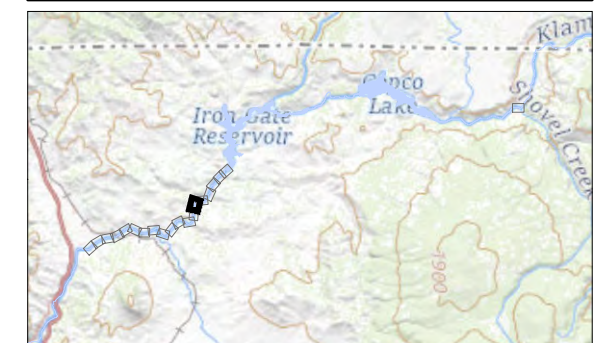 Klam
Copco
Lake
Iron Gate
Reservoir
Shovel Creek
1900